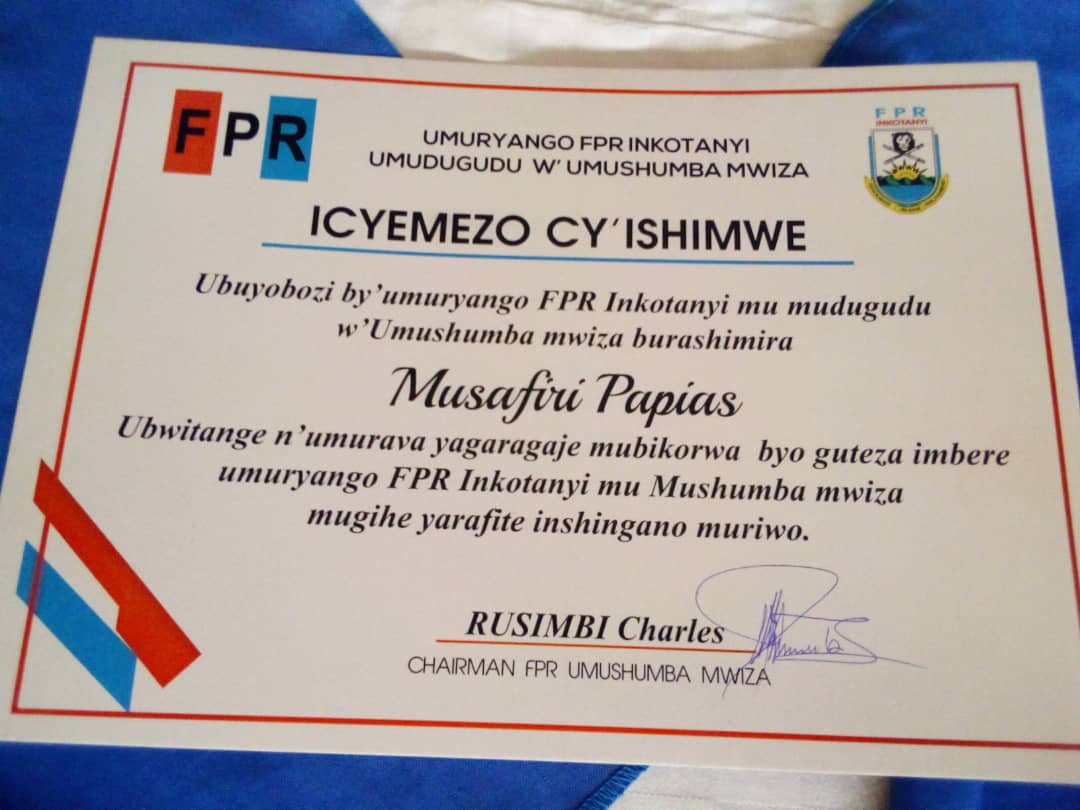 FPR
UMURYANGO FPR INKOTANYI
UMUDUGUDU W' UMUSHUMBA MWIZA
FPR
INKOTANYI
ICYEMEZO CY'ISHIMWE
Ubuyobozi by'umuryango FPR Inkotanyi mu mudugudu
w'Umushumba mwiza burashimira
Musafiri Papias
Ubwitange n'umurava yagaragaje mubikorwa byo guteza imbere
umuryango FPR Inkotanyi mu Mushumba mwiza
mugihe yarafite inshingano muriwo.
RUSIMBI Charles
CHAIRMAN FPR UMUSHUMBA MWIZA